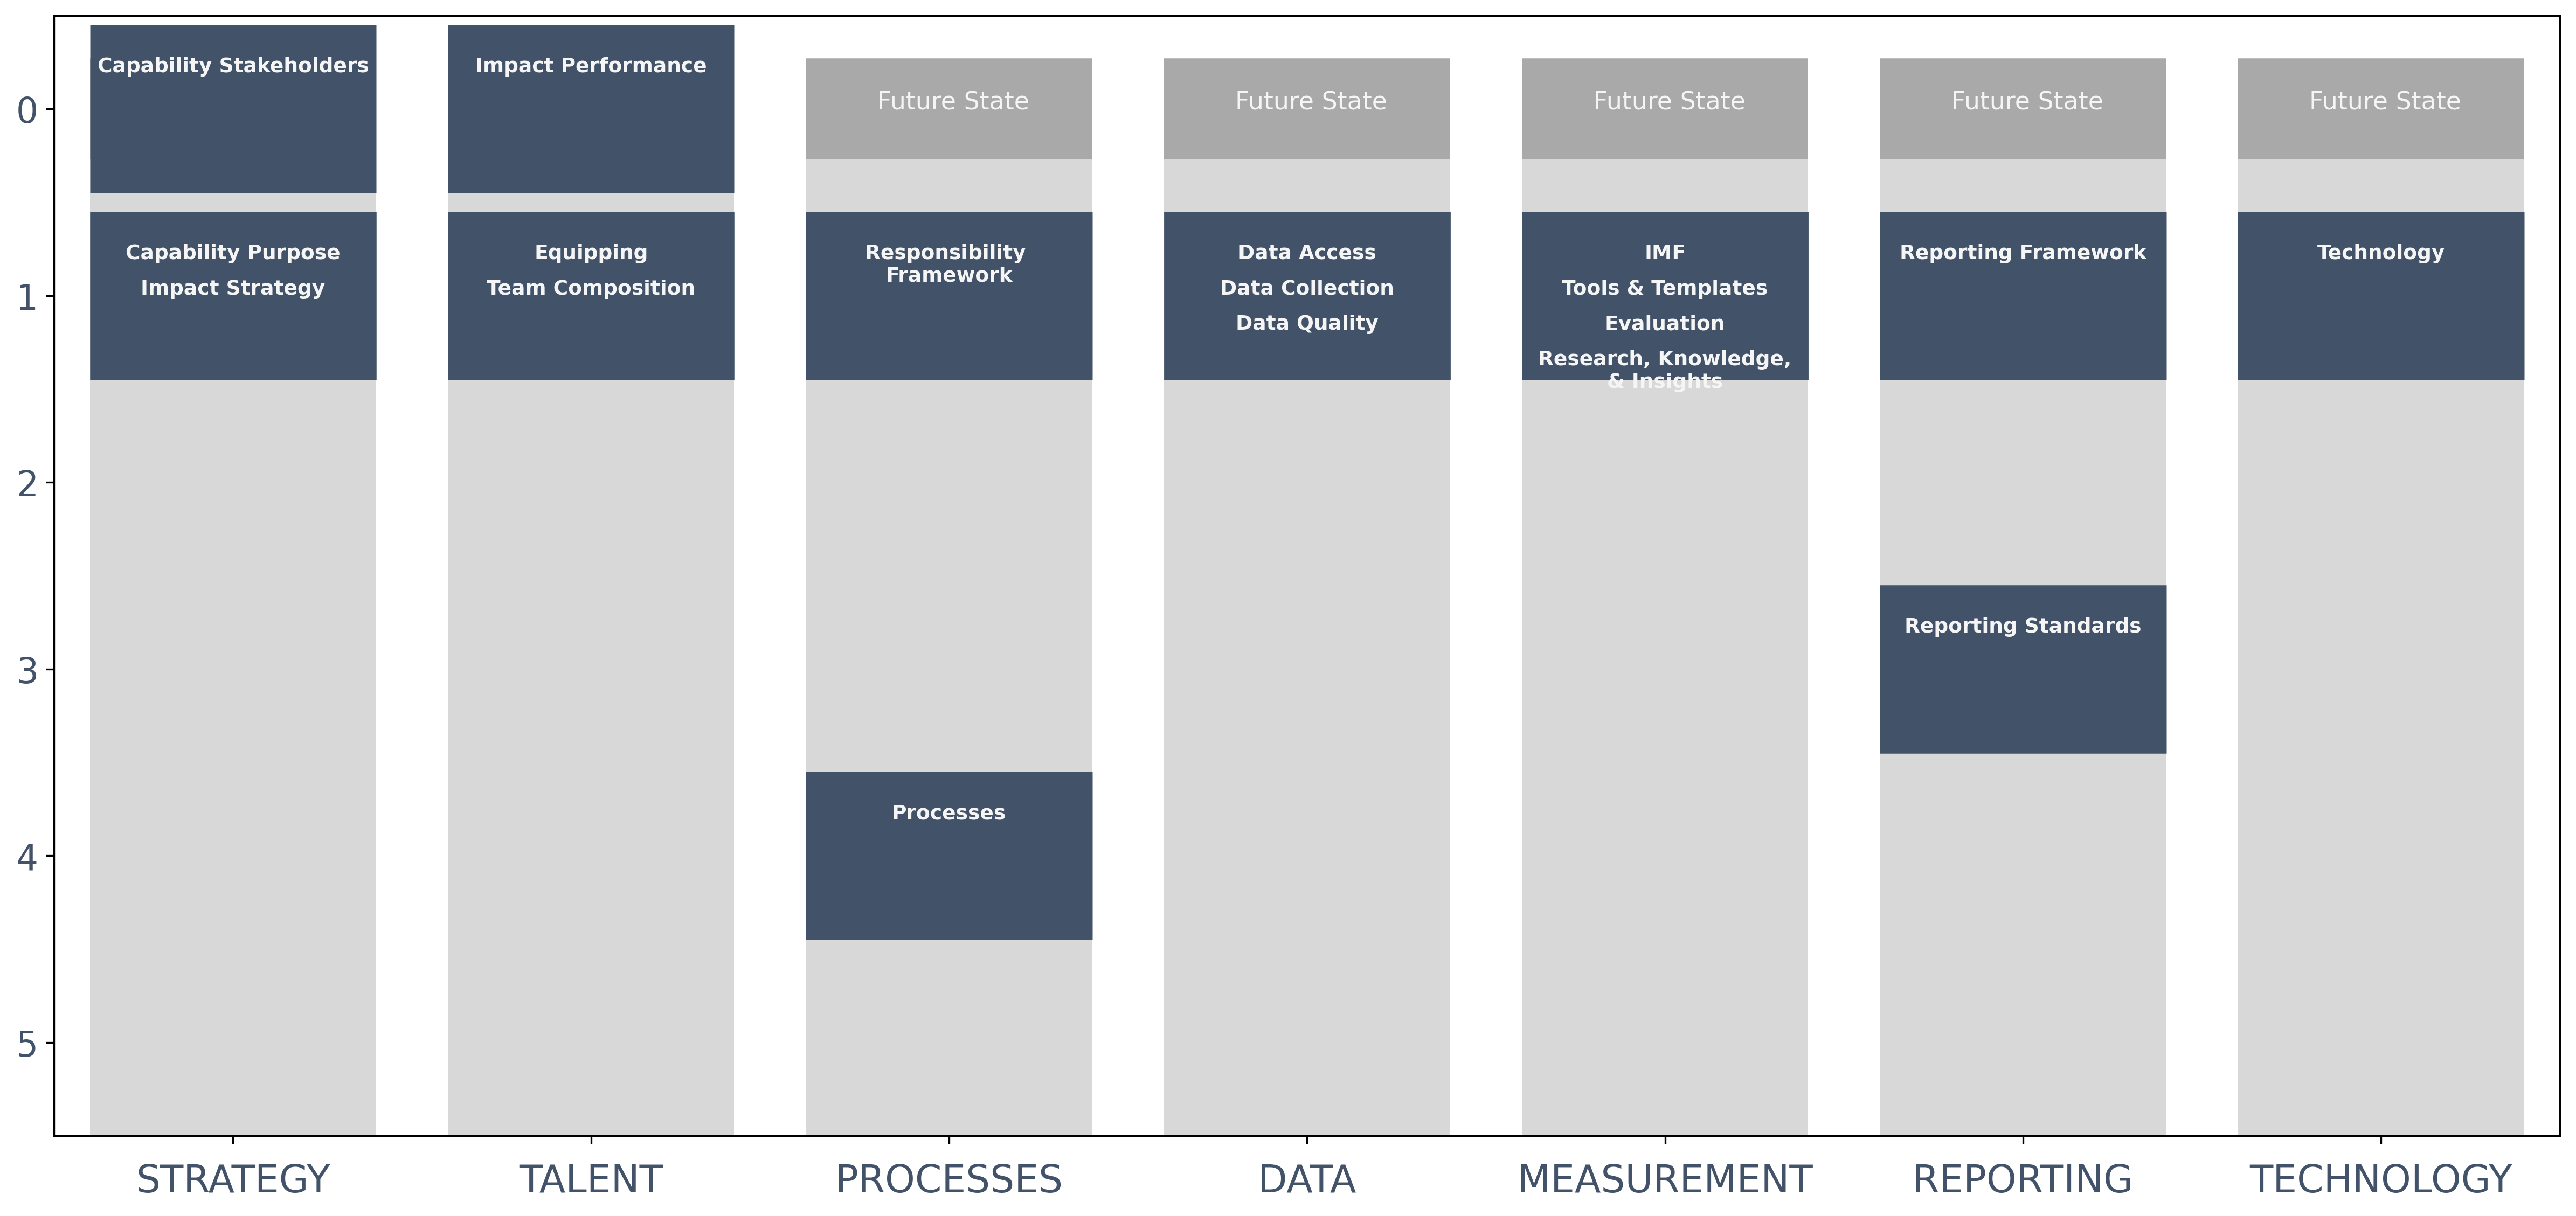 Capability Stakeholders
Impact Performance
0
Future State
Future State
Future State
Future State
Future State
Capability Purpose
Impact Strategy
Equipping
Team Composition
Responsibility
Framework
Data Access
Data Collection
Data Quality
IMF
Tools & Templates
Evaluation
Research, Knowledge,
& Insights
Reporting Framework
Technology
1
2
Reporting Standards
3
Processes
4
5
STRATEGY
TALENT
PROCESSES
DATA
MEASUREMENT
REPORTING
TECHNOLOGY